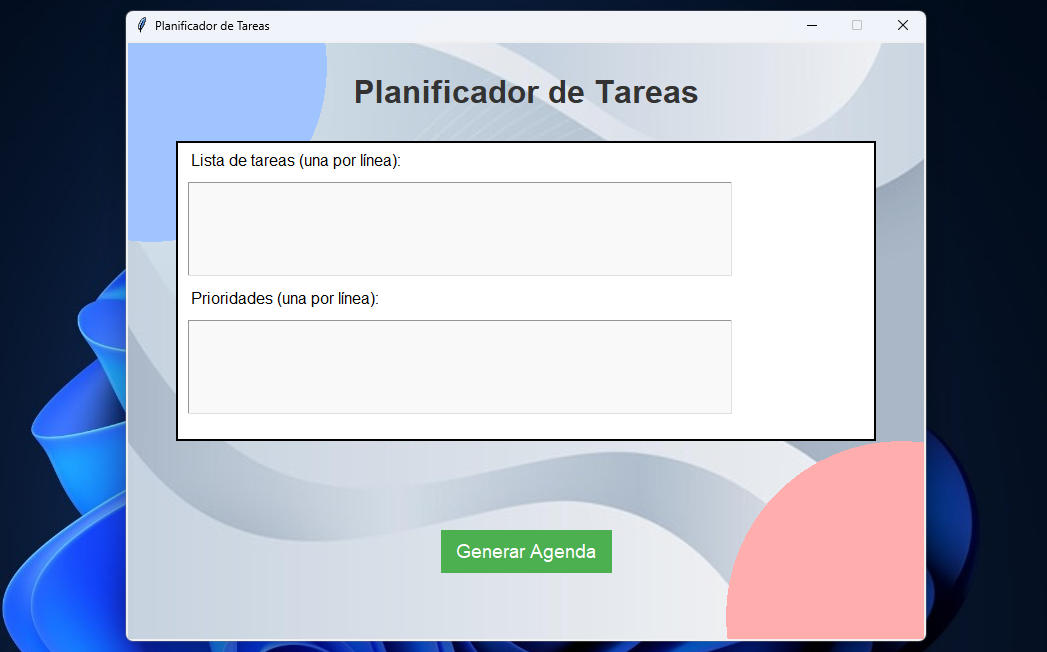 Planificador de Tareas
Planificador de Tareas
Lista de tareas (una por línea):
Prioridades (una por línea):
Generar Agenda